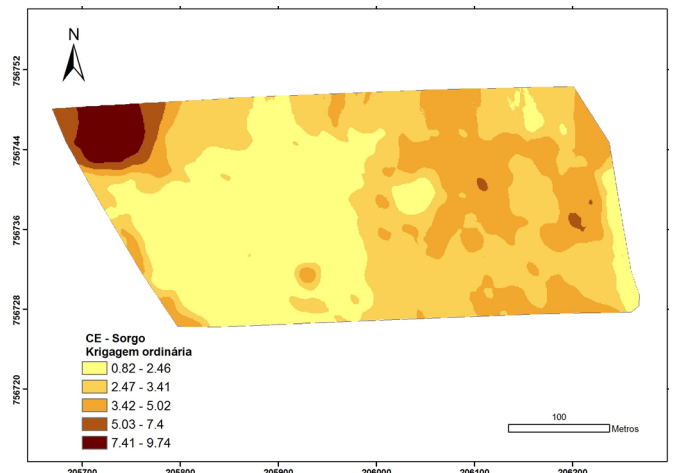 N
756752
756744
756736
756728
756720
CE - Sorgo
Krigagem ordinária
0.82 - 2.46
2.47 - 3.41
3.42 - 5.02
5.03 - 7.4
7.41 - 9.74
100
Metros
205700
205800
205900
206000
206100
206200